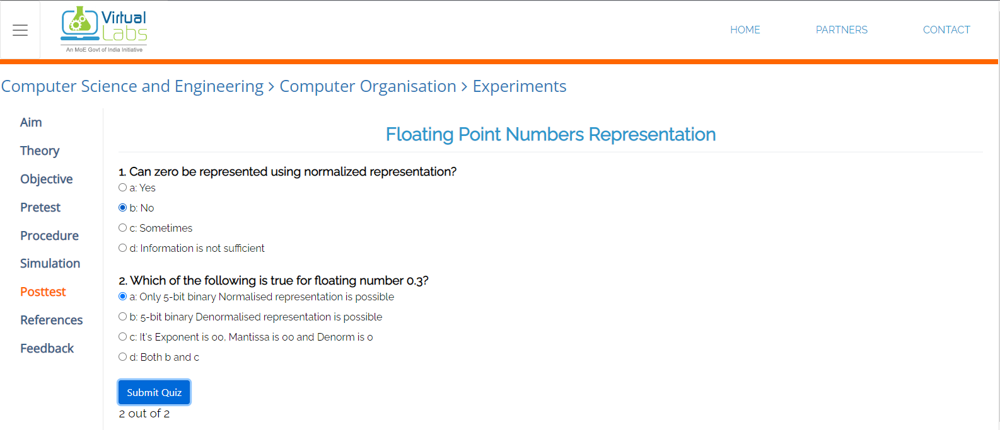 Virtual
Labs
An MoE Govt of India Initiative
HOME
PARTNERS
CONTACT
Computer Science and Engineering > Computer Organisation > Experiments
Aim
Theory
Objective
Pretest
Procedure
Simulation
Posttest
References
Feedback
Floating Point Numbers Representation
1. Can zero be represented using normalized representation?
a: Yes
b: No
c: Sometimes
d: Information is not sufficient
2. Which of the following is true for floating number 0.3?
a: Only 5-bit binary Normalised representation is possible
b: 5-bit binary Denormalised representation is possible
c: It's Exponent is 00, Mantissa is 00 and Denorm is 0
d: Both b and c
Submit Quiz
2 out of 2